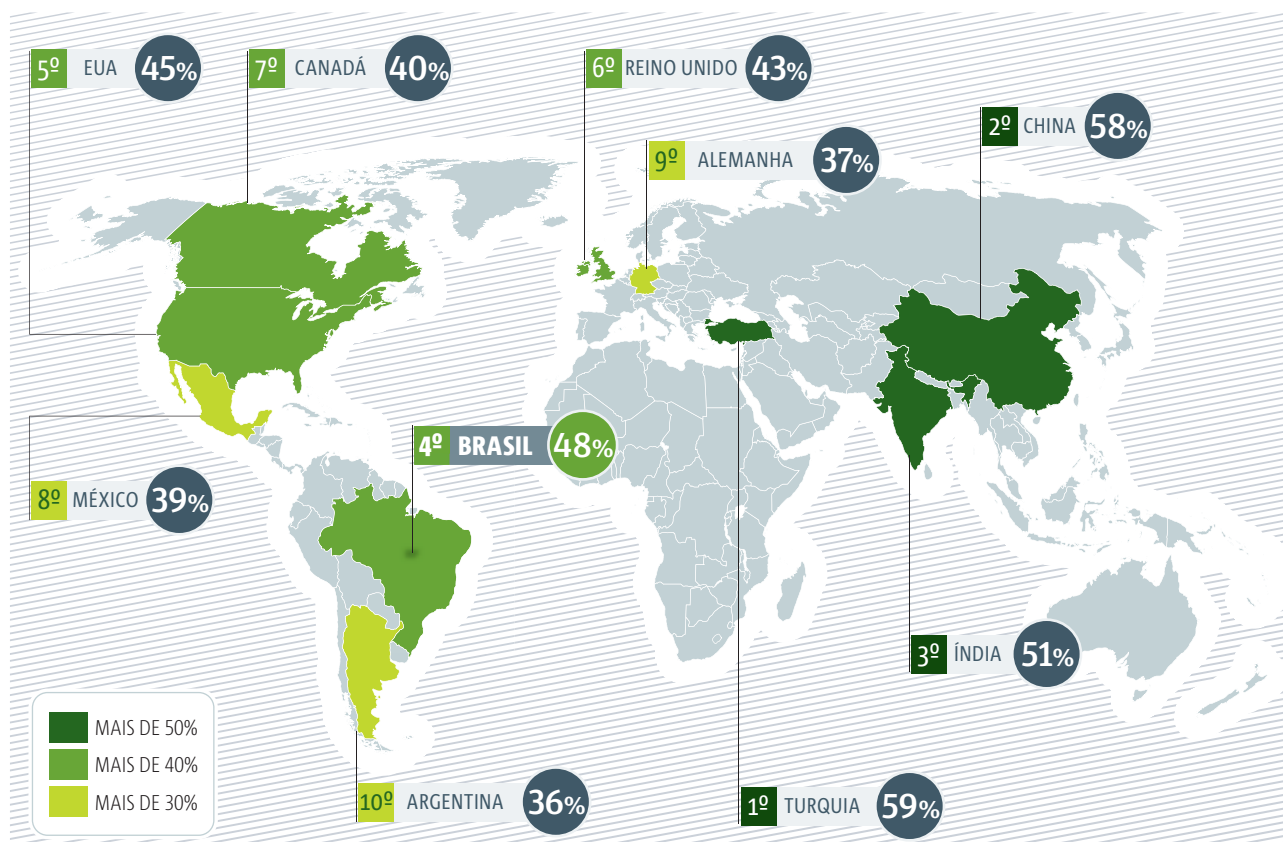 5º EUA 45%
7º CANADÁ 40%
6º REINO UNIDO 43%
2º CHINA 58%
9º ALEMANHA 37%
4º BRASIL 48%
8º MÉXICO 39%
3º ÍNDIA 51%
MAIS DE 50%
MAIS DE 40%
MAIS DE 30%
10º ARGENTINA 36%
1º TURQUIA 59%